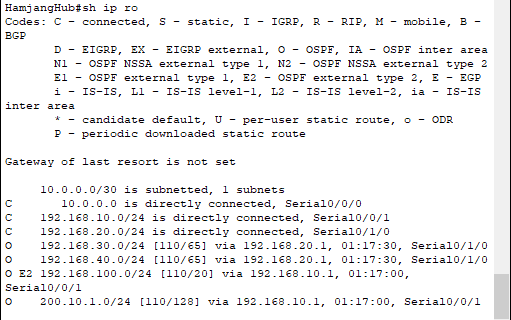 HamjangHub#sh ip ro
Codes: C - connected, S - static, I - IGRP, R - RIP, M - mobile, B -
BGP
D - EIGRP, EX - EIGRP external, O - OSPF, IA - OSPF inter area
N1 - OSPF NSSA external type 1, N2 - OSPF NSSA external type 2
E1 - OSPF external type 1, E2 - OSPF external type 2, E - EGP
i - IS-IS, L1 - IS-IS level-1, L2 - IS-IS level-2, ia - IS-IS
inter area
* - candidate default, U - per-user static route, o - ODR
P - periodic downloaded static route
Gateway of last resort is not set
10.0.0.0/30 is subnetted, 1 subnets
C 10.0.0.0 is directly connected, Serial0/0/0
C 192.168.10.0/24 is directly connected, Serial0/0/1
C 192.168.20.0/24 is directly connected, Serial0/1/0
O 192.168.30.0/24 [110/65] via 192.168.20.1, 01:17:30, Serial0/1/0
O 192.168.40.0/24 [110/65] via 192.168.20.1, 01:17:30, Serial0/1/0
O E2 192.168.100.0/24 [110/20] via 192.168.10.1, 01:17:00,
Serial0/0/1
O 200.10.1.0/24 [110/128] via 192.168.10.1, 01:17:00, Serial0/0/1